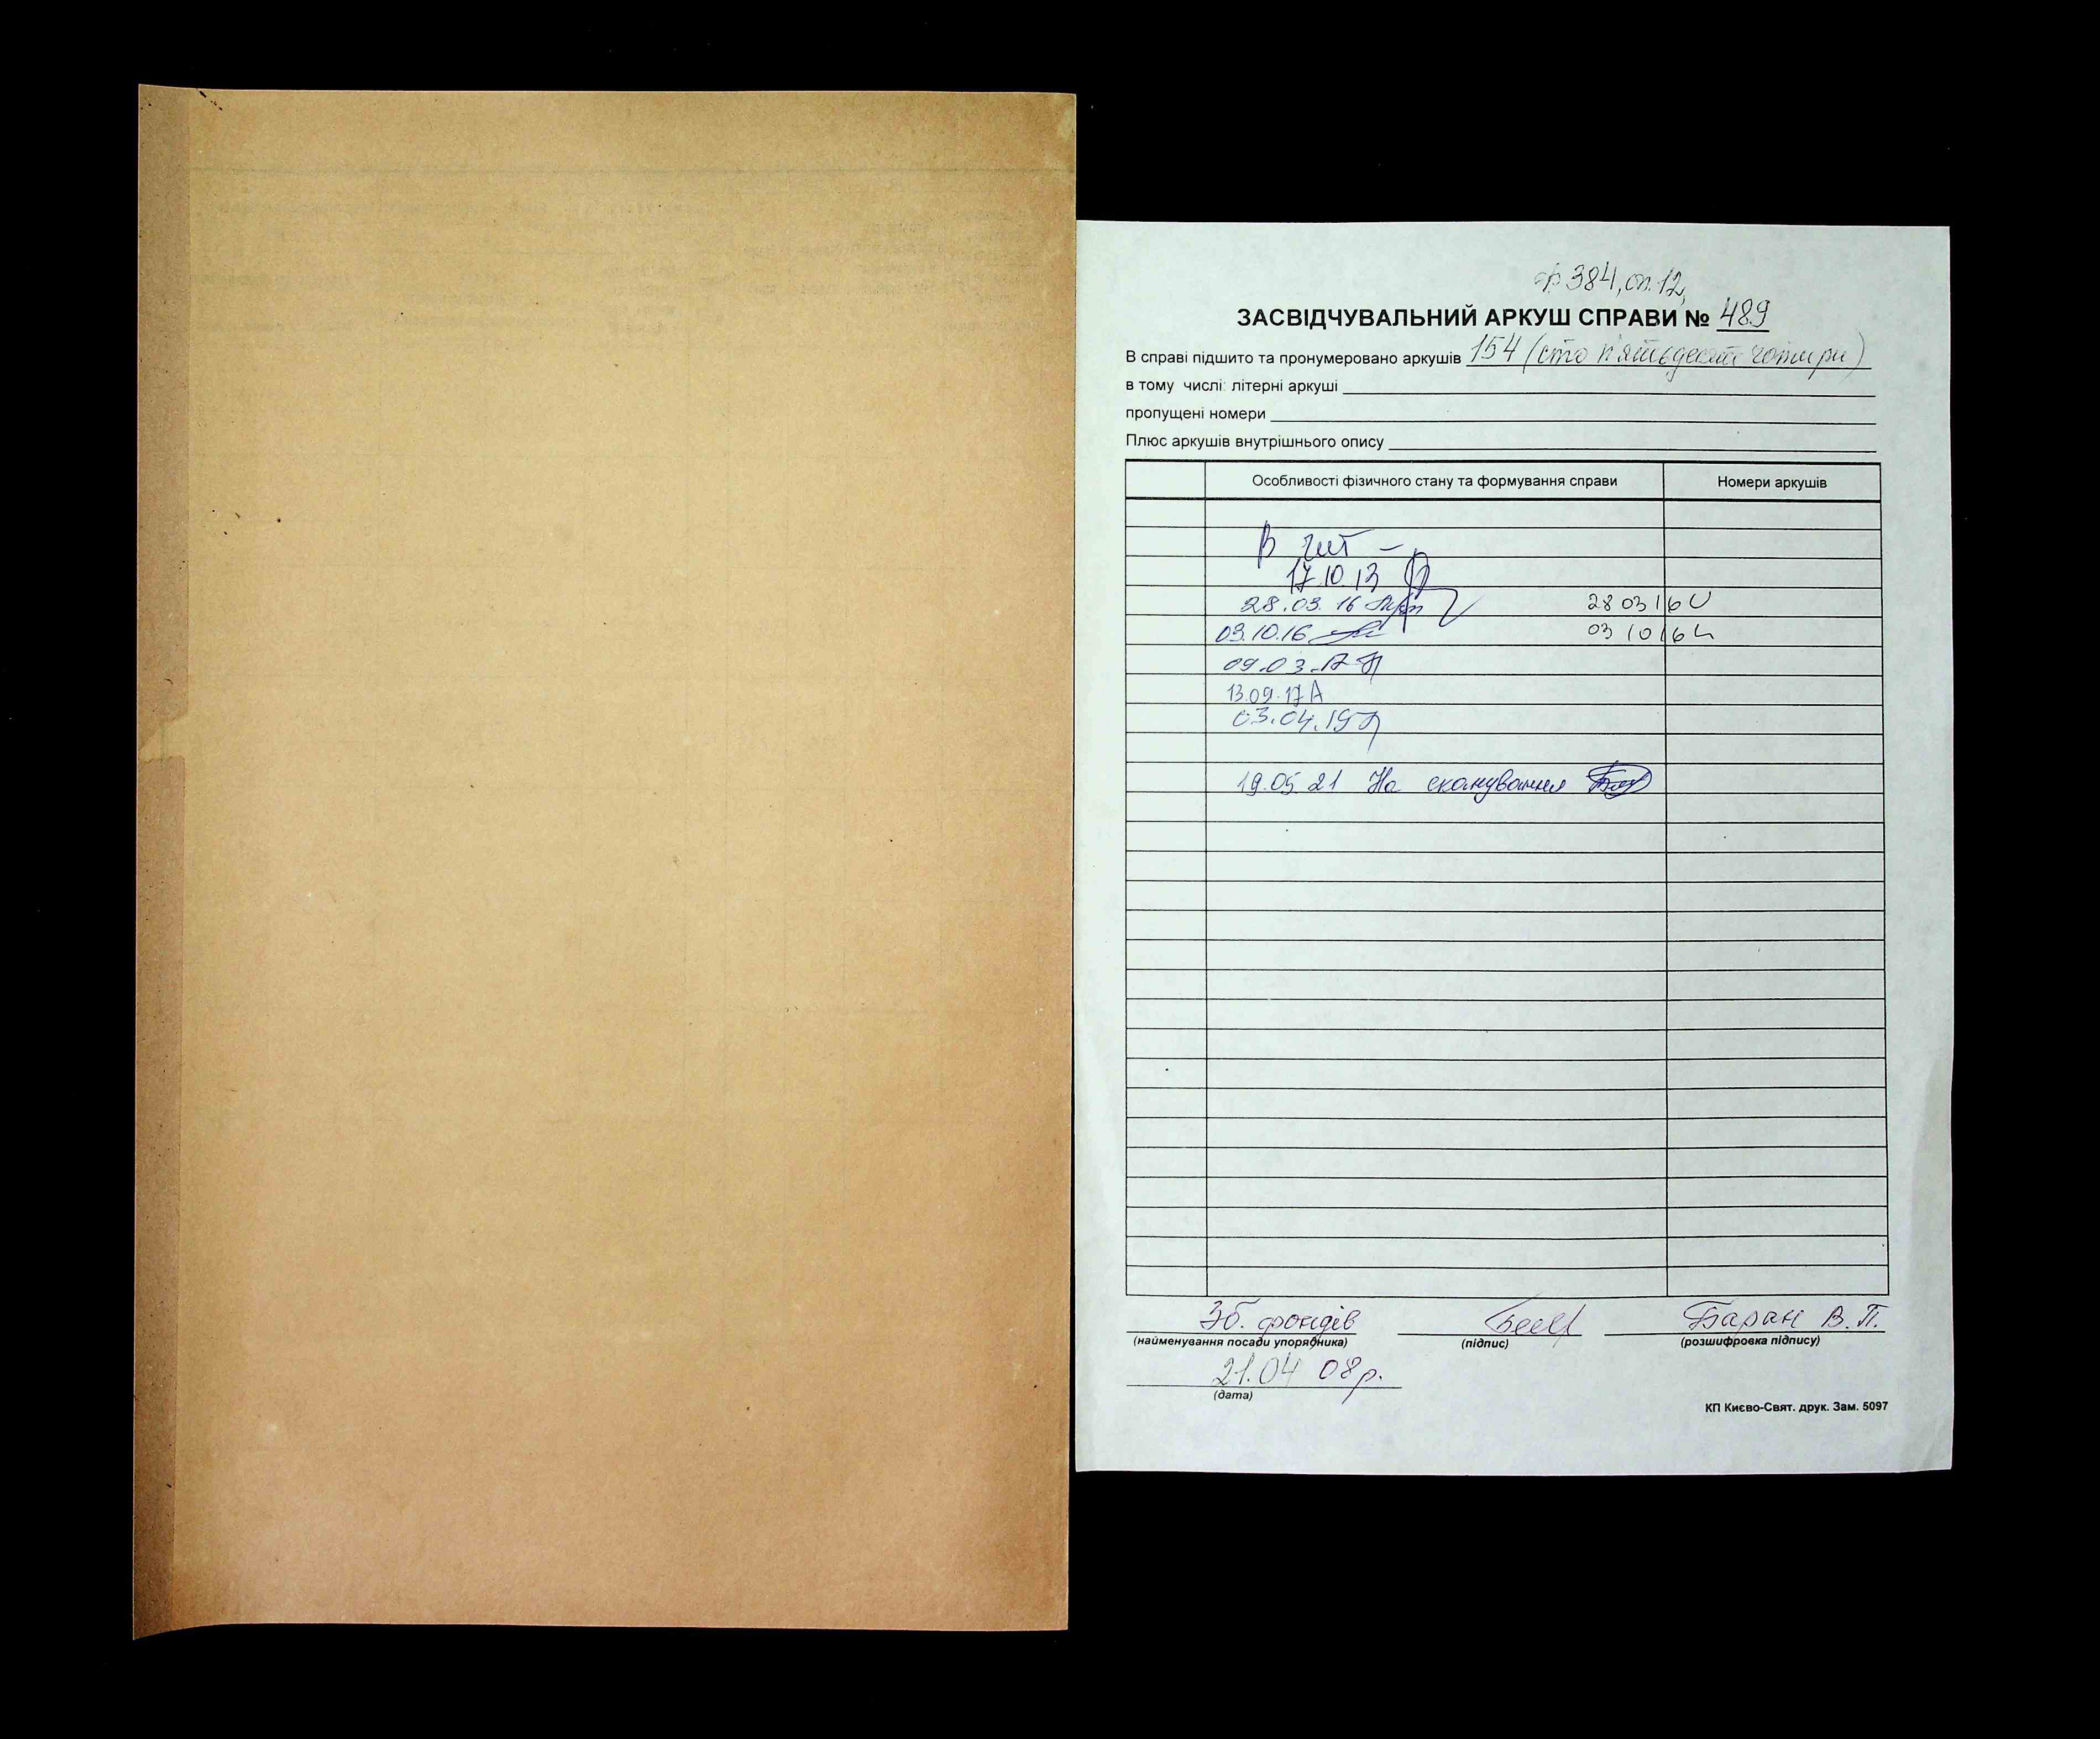 ф 384, оп. 12,
ЗАСВІДЧУВАЛЬНИЙ АРКУШ СПРАВИ № 489
В справі підшито та пронумеровано аркушів 154 (сто п'ятьдесят чотири)
в тому числі: літерні аркуші
пропущені номери
Плюс аркушів внутрішнього опису
Особливості фізичного стану та формування справи Номери аркушів
В чит –
17.10.13
28.03.16 28 03 16
03.10.16 03 10 16
09.03.17
13.09.17 А
03.04.19
19.05.21 На сканування
Зб. фондів Баран В. П.
(найменування посади упорядника) (підпис) (розшифровка підпису)
21.04 08 р.
(дата)
КП Києво-Свят. друк. Зам. 5097